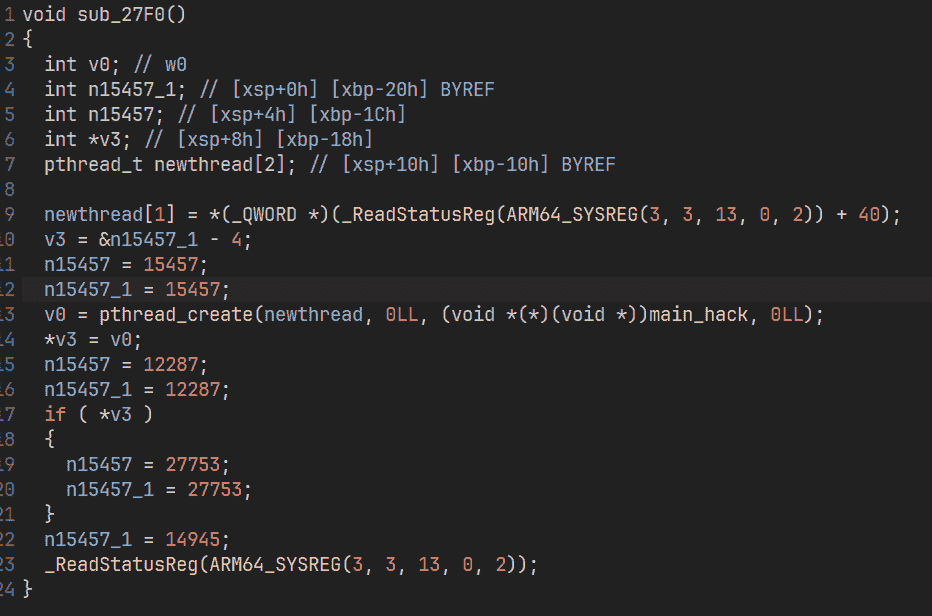 1 void sub_27F0()
2 {
3   int v0; // w0
4   int n15457_1; // [xsp+0h] [xbp-20h] BYREF
5   int n15457; // [xsp+4h] [xbp-1Ch]
6   int *v3; // [xsp+8h] [xbp-18h]
7   pthread_t newthread[2]; // [xsp+10h] [xbp-10h] BYREF
8
9   newthread[1] = *(_QWORD *)(_ReadStatusReg(ARM64_SYSREG(3, 3, 13, 0, 2)) + 40);
10   v3 = &n15457_1 - 4;
11   n15457 = 15457;
12   n15457_1 = 15457;
13   v0 = pthread_create(newthread, 0LL, (void *(*)(void *))main_hack, 0LL);
14   *v3 = v0;
15   n15457 = 12287;
16   n15457_1 = 12287;
17   if ( *v3 )
18   {
19     n15457 = 27753;
20     n15457_1 = 27753;
21   }
22   n15457_1 = 14945;
23   _ReadStatusReg(ARM64_SYSREG(3, 3, 13, 0, 2));
24 }